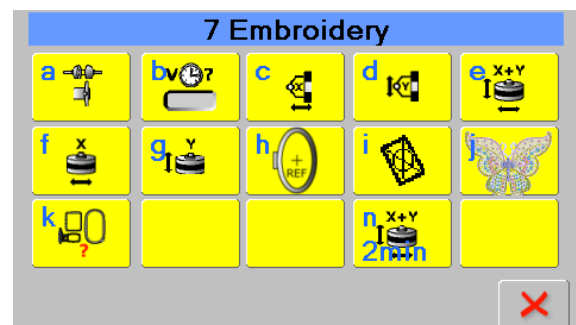 7 Embroidery
a b V ? c X d Y e X+Y
f X g Y h + REF i j
k ? n X+Y
2min